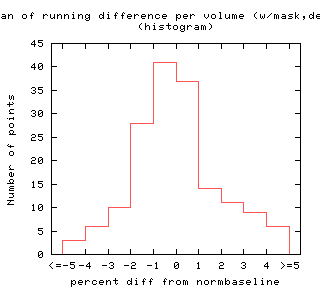 an of running difference per volume (w/mask,de
(histogram)
45
40
35
30
25
20
15
10
5
0
<=-5 -4 -3 -2 -1 0 1 2 3 4 >=5
Number of points
percent diff from normbaseline